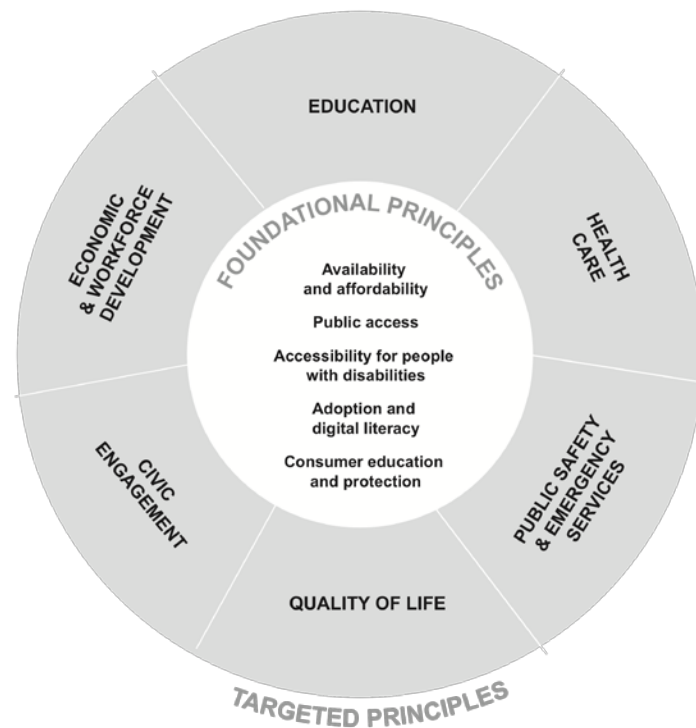 EDUCATION
HEALTH
CARE
PUBLIC SAFETY
& EMERGENCY
SERVICES
QUALITY OF LIFE
CIVIC
ENGAGEMENT
ECONOMIC
& WORKFORCE
DEVELOPMENT
FOUNDATIONAL PRINCIPLES
Availability
and affordability
Public access
Accessibility for people
with disabilities
Adoption and
digital literacy
Consumer education
and protection
TARGETED PRINCIPLES